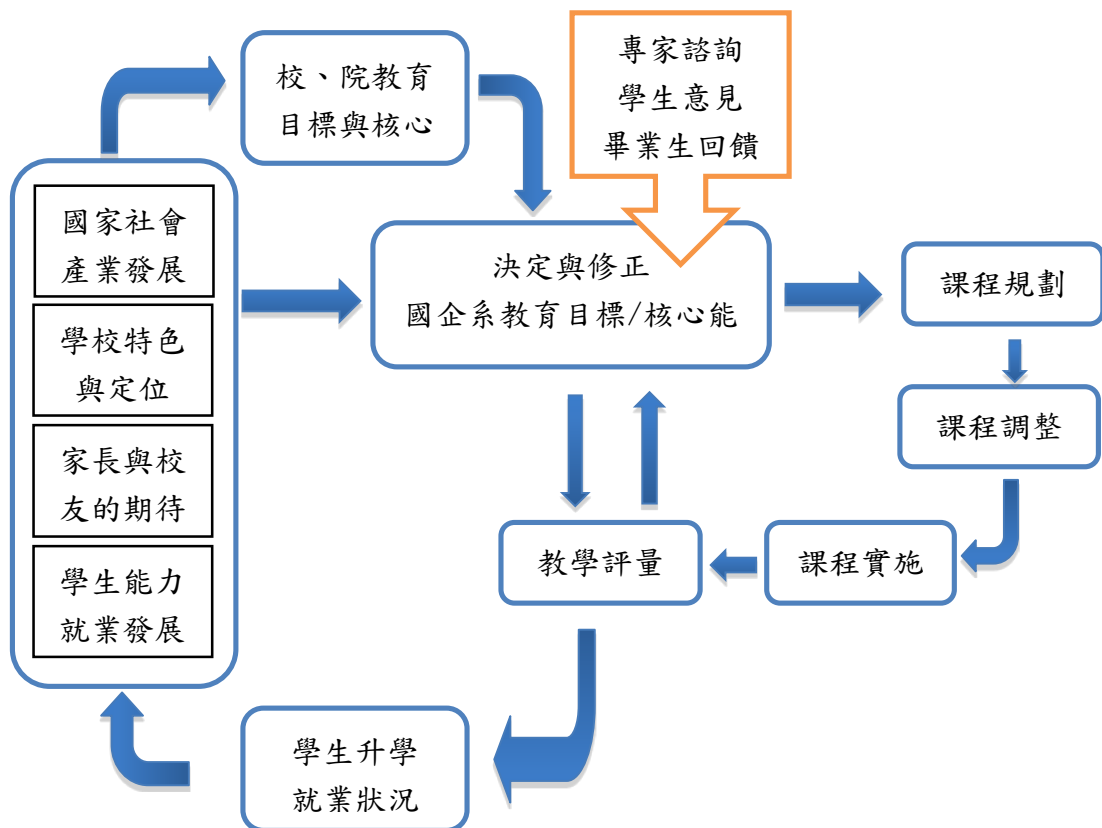 校、院教育
目標與核心
專家諮詢
學生意見
畢業生回饋
國家社會
產業發展
學校特色
與定位
家長與校
友的期待
學生能力
就業發展
決定與修正
國企系教育目標/核心能
課程規劃
課程調整
課程實施
教學評量
學生升學
就業狀況